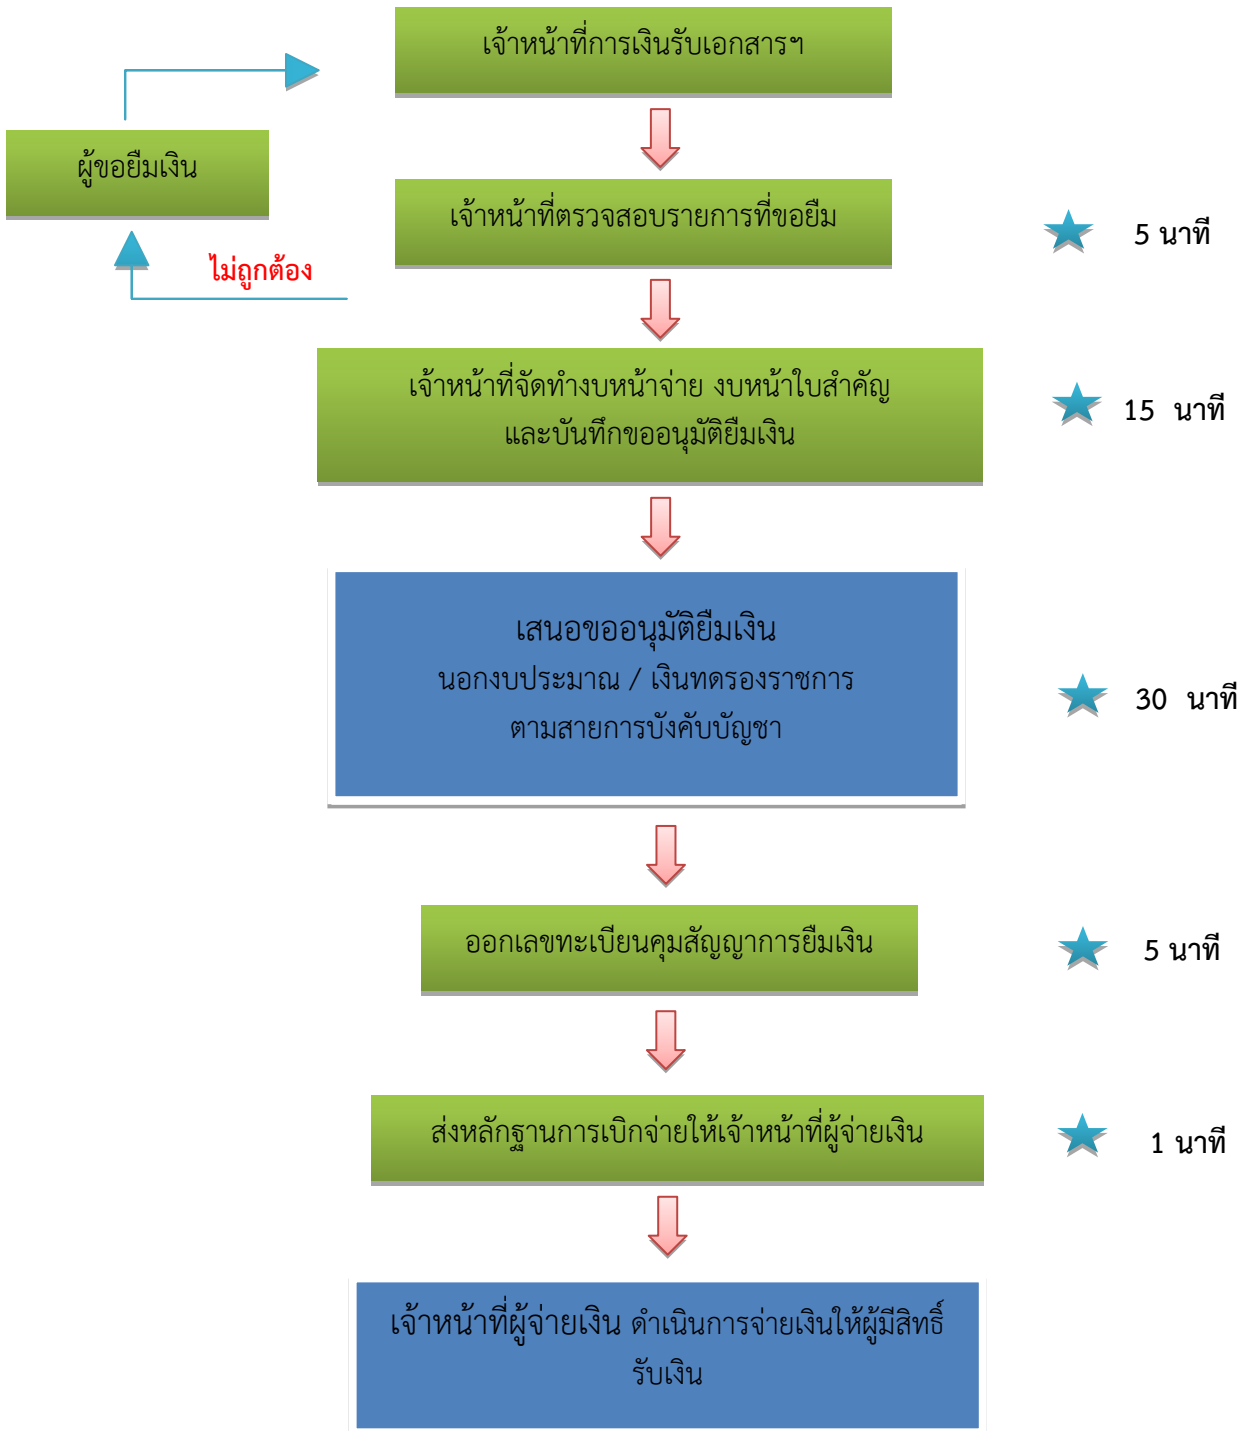 เจ้าหน้าที่การเงินรับเอกสารฯ
ผู้ขอยืมเงิน
เจ้าหน้าที่ตรวจสอบรายการที่ขอยืม
5 นาที
ไม่ถูกต้อง
เจ้าหน้าที่จัดทำงบหน้าจ่าย งบหน้าใบสำคัญ
และบันทึกขออนุมัติยืมเงิน
15 นาที
เสนอขออนุมัติยืมเงิน
นอกงบประมาณ / เงินทดรองราชการ
ตามสายการบังคับบัญชา
30 นาที
ออกเลขทะเบียนคุมสัญญาการยืมเงิน
5 นาที
ส่งหลักฐานการเบิกจ่ายให้เจ้าหน้าที่ผู้จ่ายเงิน
1 นาที
เจ้าหน้าที่ผู้จ่ายเงิน ดำเนินการจ่ายเงินให้ผู้มีสิทธิ์
รับเงิน